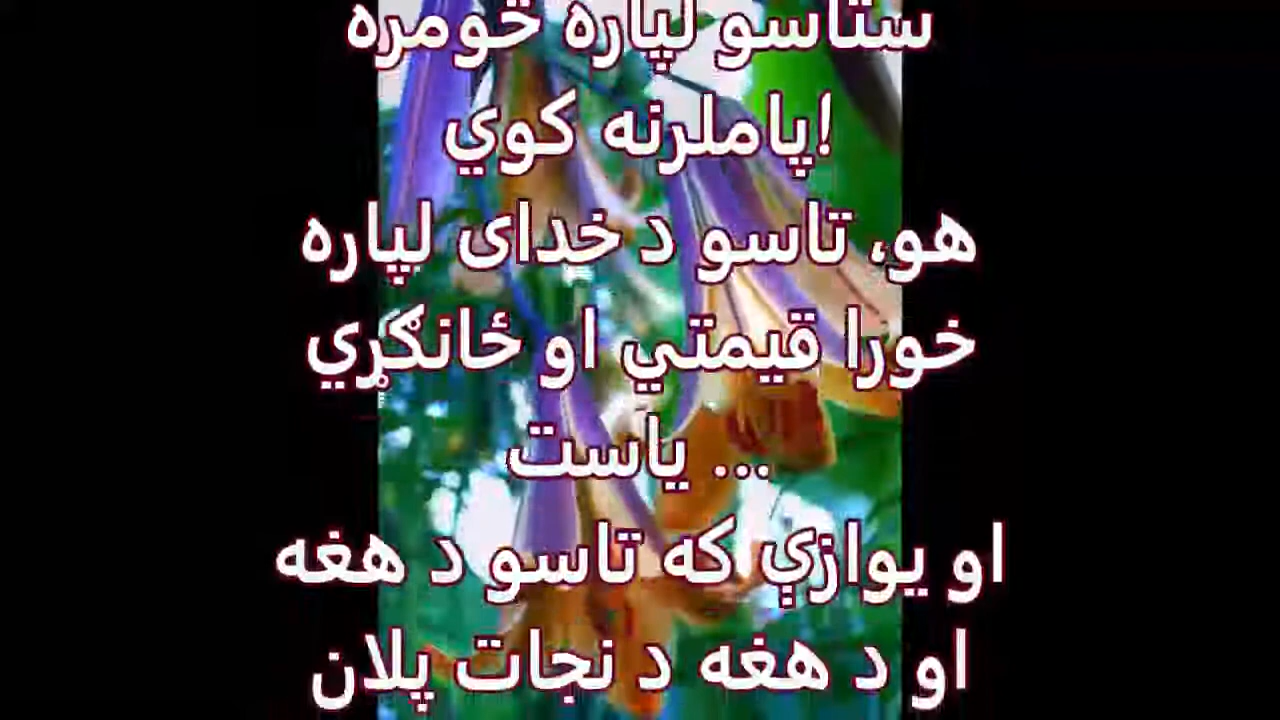 ستاسو لپاره څومره
پاملرنه کوي!
هو، تاسو د خدای لپاره
خورا قیمتي او ځانګړي
یاست ...
او یوازې که تاسو د هغه
او د هغه د نجات پلان